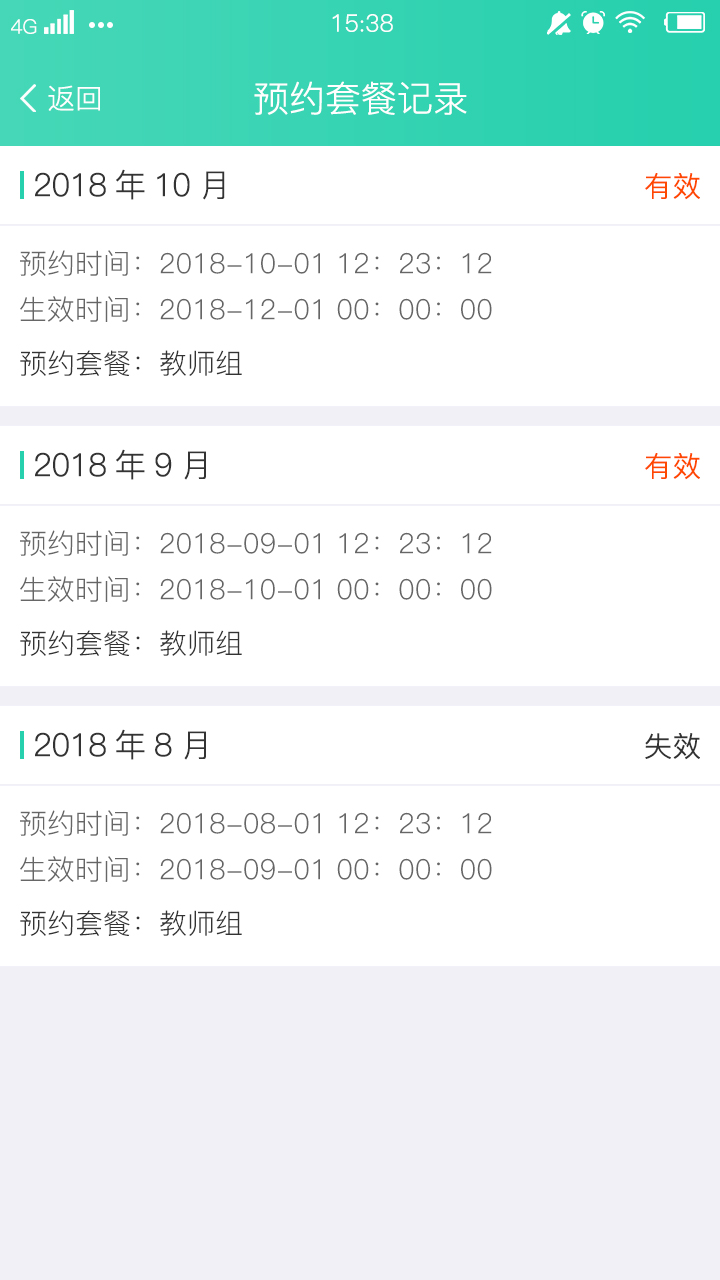 4G 15:38
返回 预约套餐记录
2018 年 10 月 有效
预约时间：2018-10-01 12：23：12
生效时间：2018-12-01 00：00：00
预约套餐：教师组
2018 年 9 月 有效
预约时间：2018-09-01 12：23：12
生效时间：2018-10-01 00：00：00
预约套餐：教师组
2018 年 8 月 失效
预约时间：2018-08-01 12：23：12
生效时间：2018-09-01 00：00：00
预约套餐：教师组